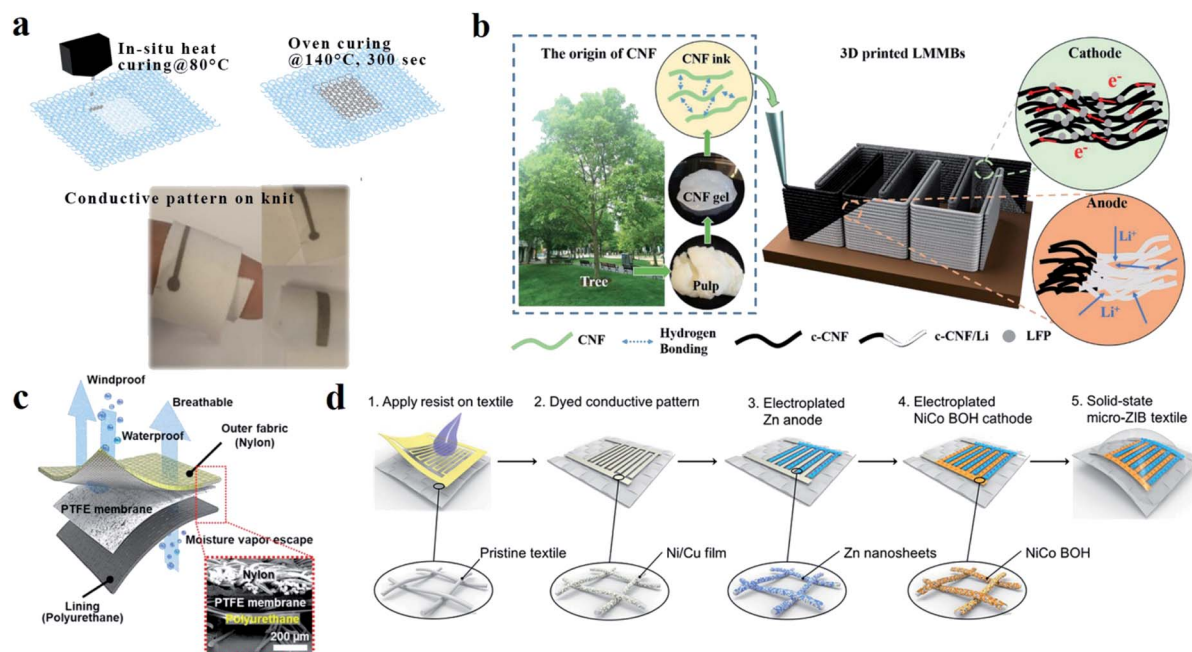 a
In-situ heat
curing@80°C
Oven curing
@140°C, 300 sec
Conductive pattern on knit
b
The origin of CNF
CNF ink
CNF gel
Pulp
Tree
3D printed LMMBs
Cathode
e-
e-
Anode
Li+
Li+
CNF
Hydrogen
Bonding
c-CNF
c-CNF/Li
LFP
c
Windproof
Waterproof
Breathable
Outer fabric
(Nylon)
PTFE membrane
Moisture vapor escape
Lining
(Polyurethane)
Nylon
PTFE membrane
Polyurethane
200 μm
d
1. Apply resist on textile
2. Dyed conductive pattern
3. Electroplated
Zn anode
4. Electroplated
NiCo BOH cathode
5. Solid-state
micro-ZIB textile
Pristine textile
Ni/Cu film
Zn nanosheets
NiCo BOH